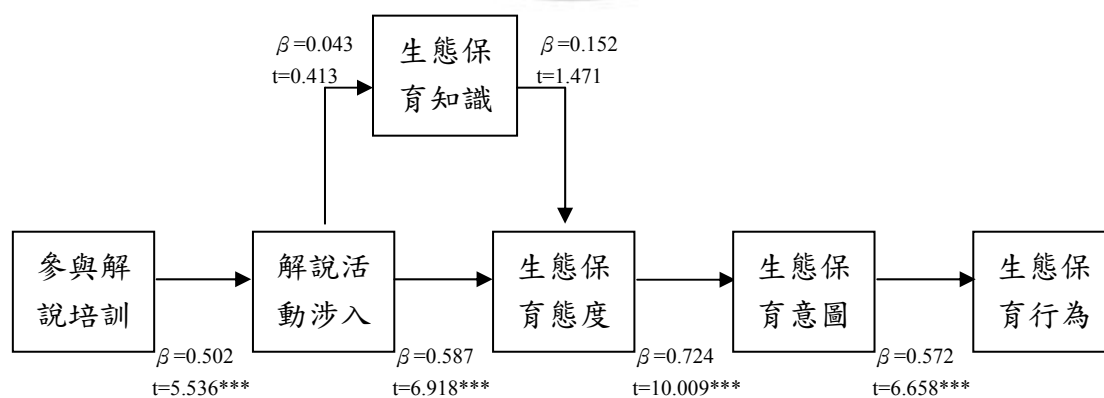 β=0.043
t=0.413
生態保
育知識
β=0.152
t=1.471
參與解
說培訓
解說活
動涉入
生態保
育態度
生態保
育意圖
生態保
育行為
β=0.502
t=5.536***
β=0.587
t=6.918***
β=0.724
t=10.009***
β=0.572
t=6.658***